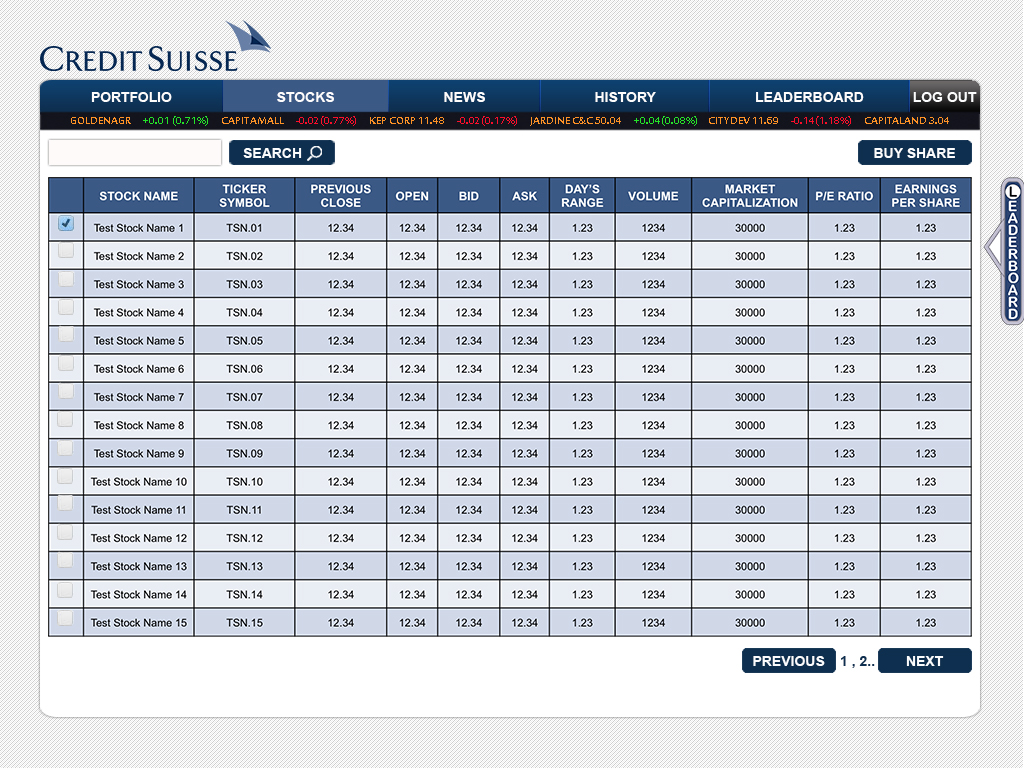 CREDIT SUISSE
PORTFOLIO STOCKS NEWS HISTORY LEADERBOARD LOG OUT
GOLDENAGR +0.01 (0.71%) CAPITAMALL -0.02 (0.77%) KEP CORP 11.48 -0.02 (0.17%) JARDINE C&C 50.04 +0.04 (0.08%) CITYDEV 11.69 -0.14 (1.18%) CAPITALAND 3.04
SEARCH BUY SHARE
STOCK NAME TICKER SYMBOL PREVIOUS CLOSE OPEN BID ASK DAY'S RANGE VOLUME MARKET CAPITALIZATION P/E RATIO EARNINGS PER SHARE
Test Stock Name 1 TSN.01 12.34 12.34 12.34 12.34 1.23 1234 30000 1.23 1.23
Test Stock Name 2 TSN.02 12.34 12.34 12.34 12.34 1.23 1234 30000 1.23 1.23
Test Stock Name 3 TSN.03 12.34 12.34 12.34 12.34 1.23 1234 30000 1.23 1.23
Test Stock Name 4 TSN.04 12.34 12.34 12.34 12.34 1.23 1234 30000 1.23 1.23
Test Stock Name 5 TSN.05 12.34 12.34 12.34 12.34 1.23 1234 30000 1.23 1.23
Test Stock Name 6 TSN.06 12.34 12.34 12.34 12.34 1.23 1234 30000 1.23 1.23
Test Stock Name 7 TSN.07 12.34 12.34 12.34 12.34 1.23 1234 30000 1.23 1.23
Test Stock Name 8 TSN.08 12.34 12.34 12.34 12.34 1.23 1234 30000 1.23 1.23
Test Stock Name 9 TSN.09 12.34 12.34 12.34 12.34 1.23 1234 30000 1.23 1.23
Test Stock Name 10 TSN.10 12.34 12.34 12.34 12.34 1.23 1234 30000 1.23 1.23
Test Stock Name 11 TSN.11 12.34 12.34 12.34 12.34 1.23 1234 30000 1.23 1.23
Test Stock Name 12 TSN.12 12.34 12.34 12.34 12.34 1.23 1234 30000 1.23 1.23
Test Stock Name 13 TSN.13 12.34 12.34 12.34 12.34 1.23 1234 30000 1.23 1.23
Test Stock Name 14 TSN.14 12.34 12.34 12.34 12.34 1.23 1234 30000 1.23 1.23
Test Stock Name 15 TSN.15 12.34 12.34 12.34 12.34 1.23 1234 30000 1.23 1.23
PREVIOUS 1 , 2.. NEXT
LEADERBOARD